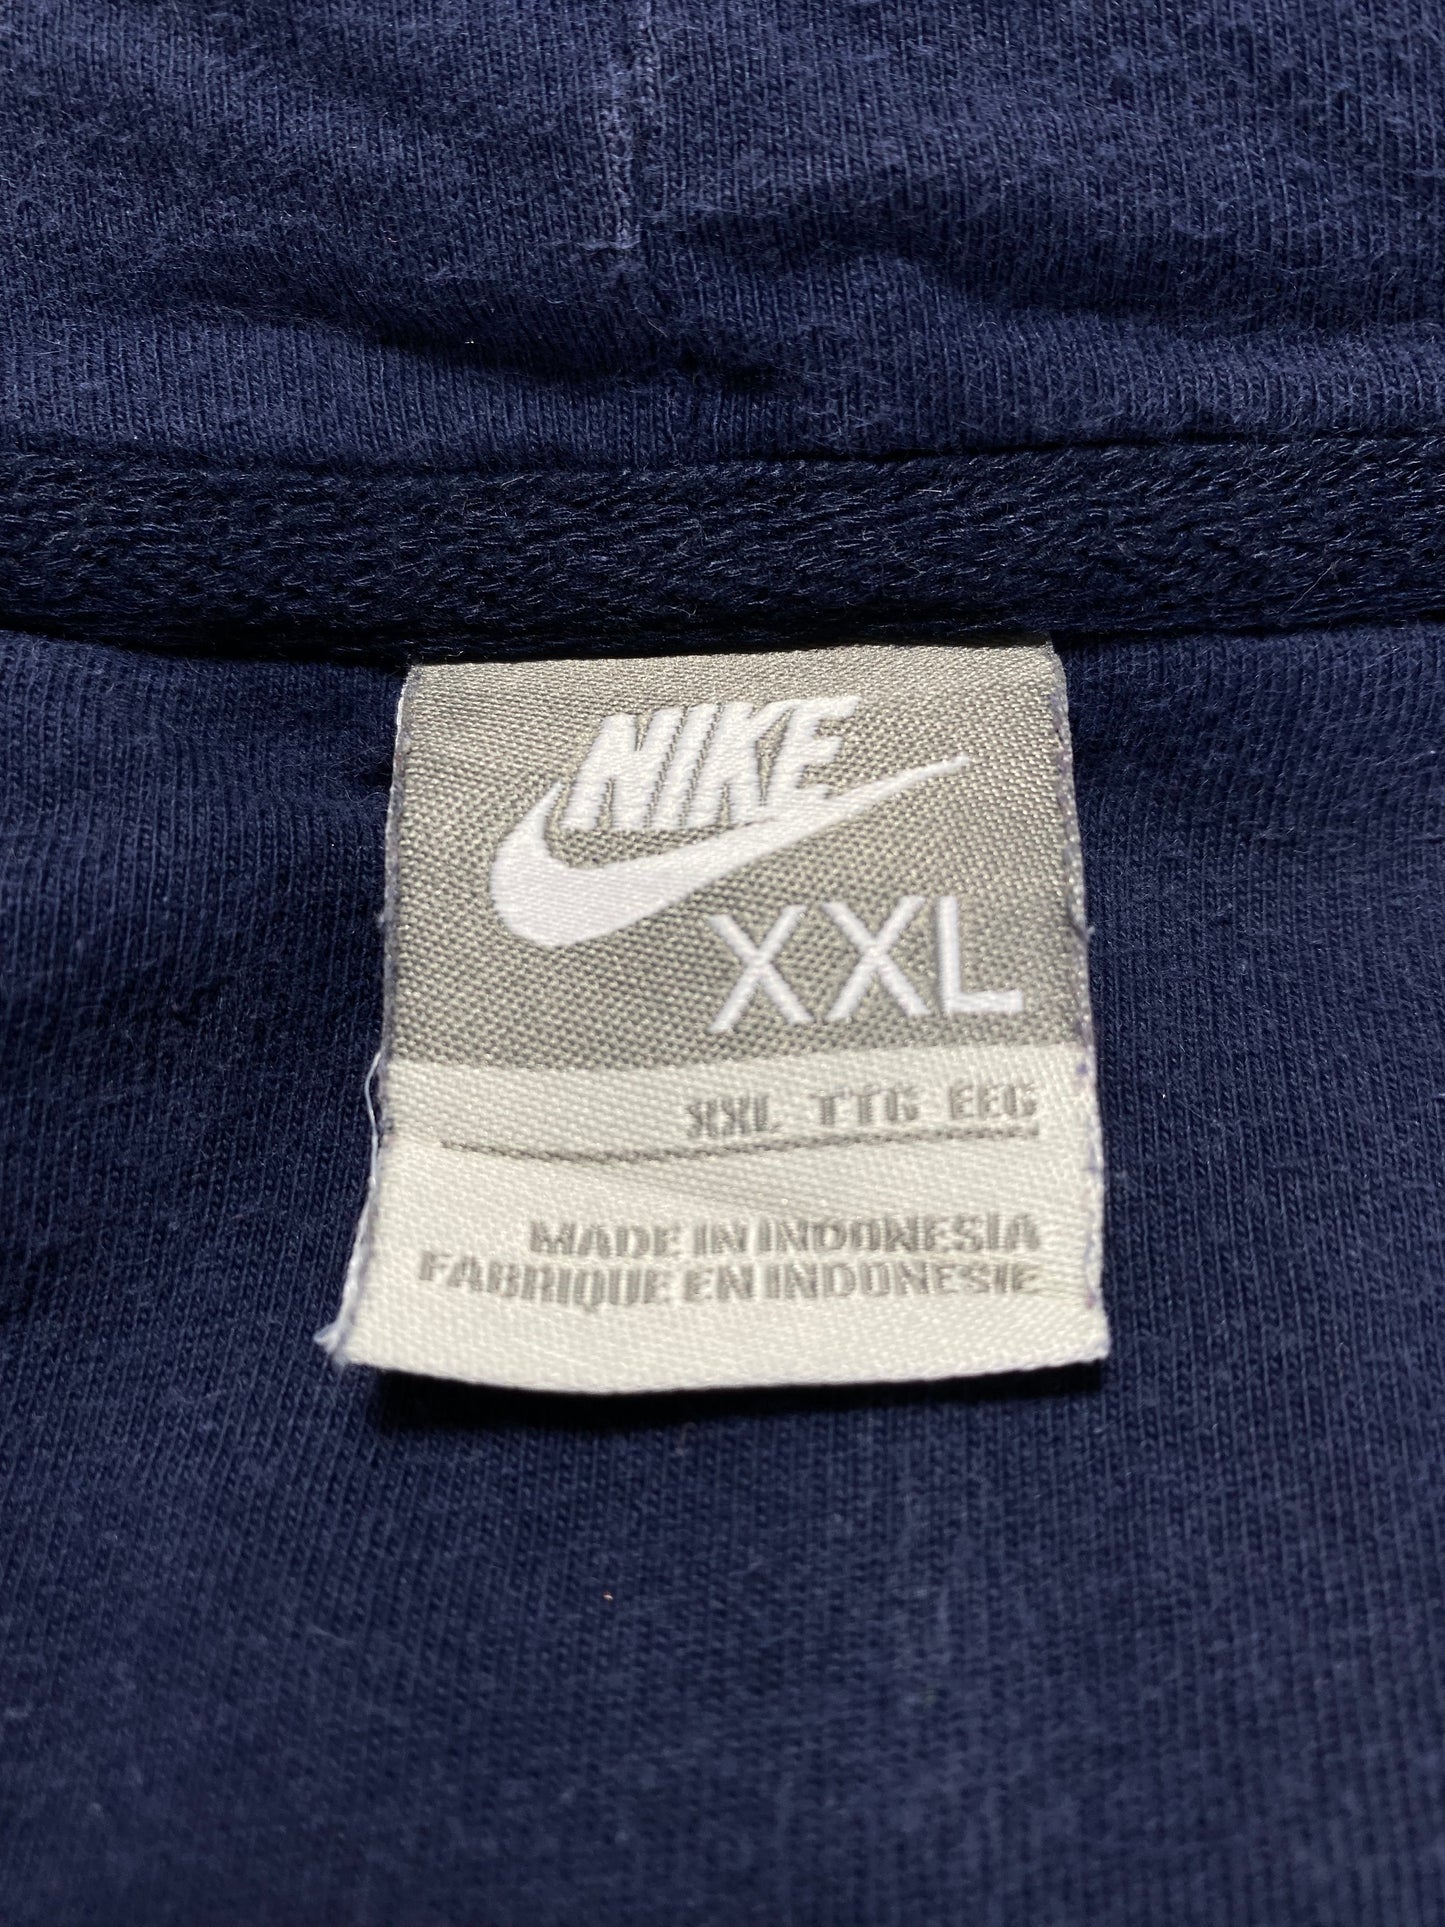 NIKE
XXL
XXL TTG EEG
MADE IN INDONESIA
FABRIQUE EN INDONESIE